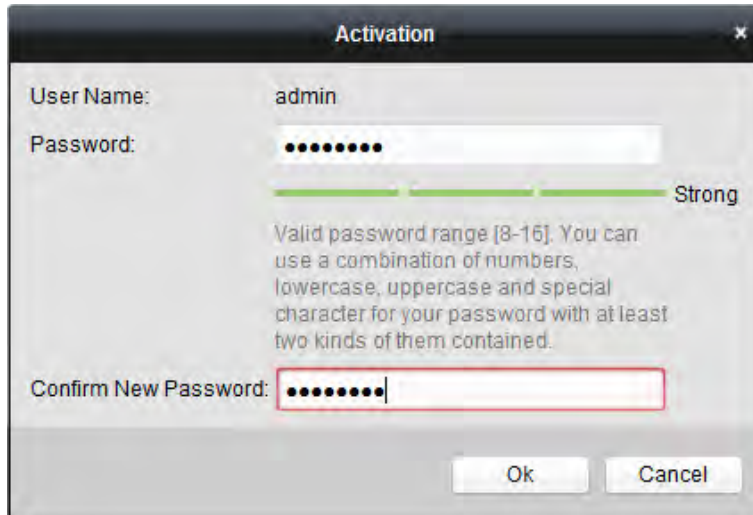 Activation ×
User Name: admin
Password: ●●●●●●●●
Strong
Valid password range [8-16]. You can
use a combination of numbers,
lowercase, uppercase and special
character for your password with at least
two kinds of them contained.
Confirm New Password: ●●●●●●●●
Ok Cancel